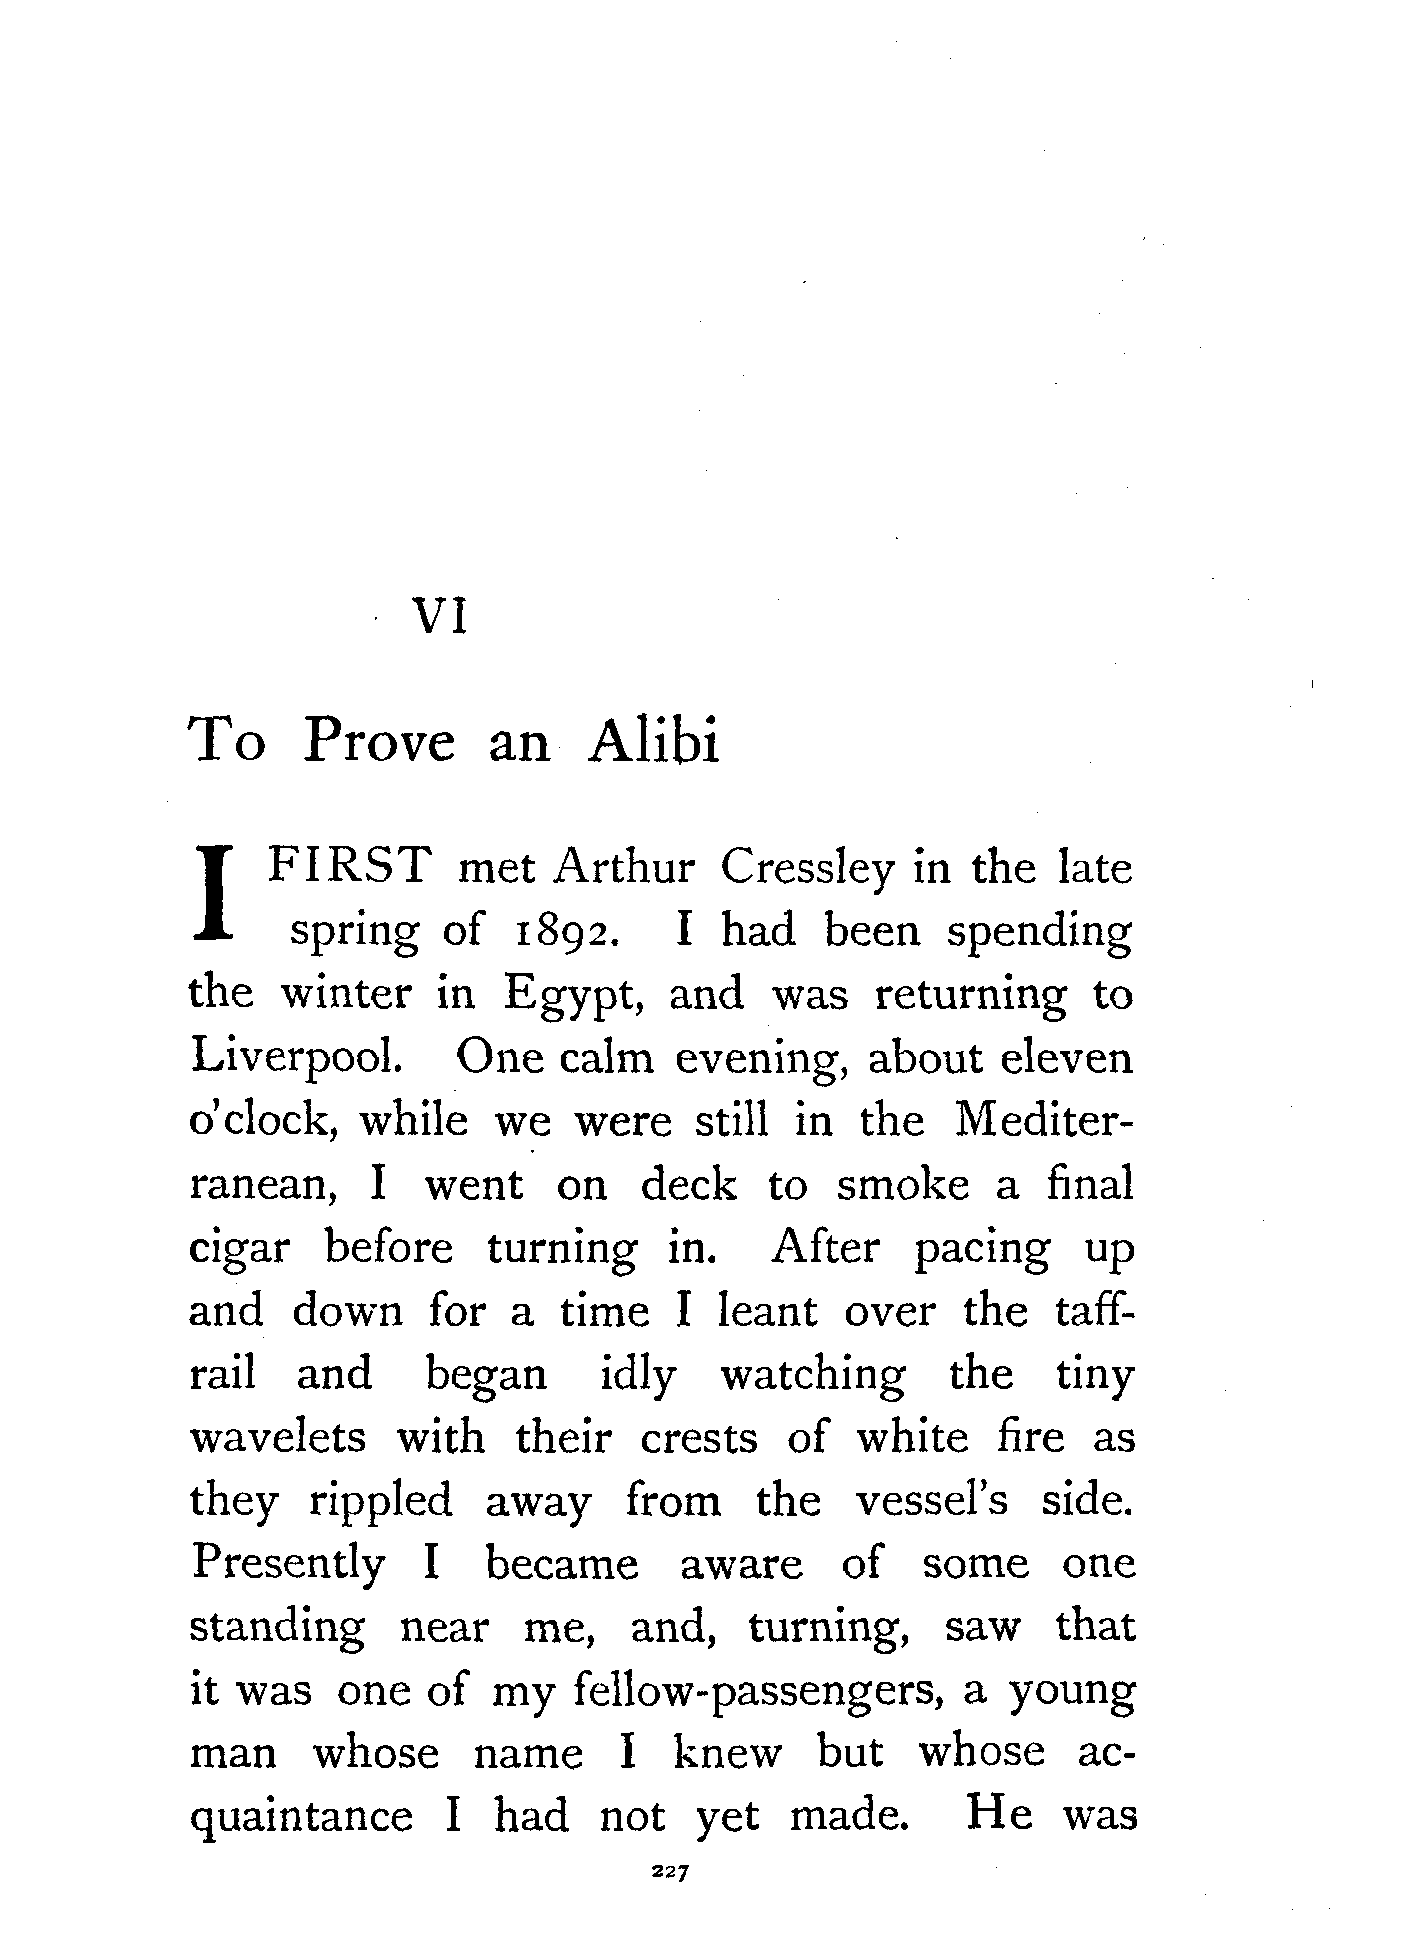 VI
To Prove an Alibi
I FIRST met Arthur Cressley in the late
spring of 1892. I had been spending
the winter in Egypt, and was returning to
Liverpool. One calm evening, about eleven
o'clock, while we were still in the Mediter-
ranean, I went on deck to smoke a final
cigar before turning in. After pacing up
and down for a time I leant over the taff-
rail and began idly watching the tiny
wavelets with their crests of white fire as
they rippled away from the vessel's side.
Presently I became aware of some one
standing near me, and, turning, saw that
it was one of my fellow-passengers, a young
man whose name I knew but whose ac-
quaintance I had not yet made. He was
227